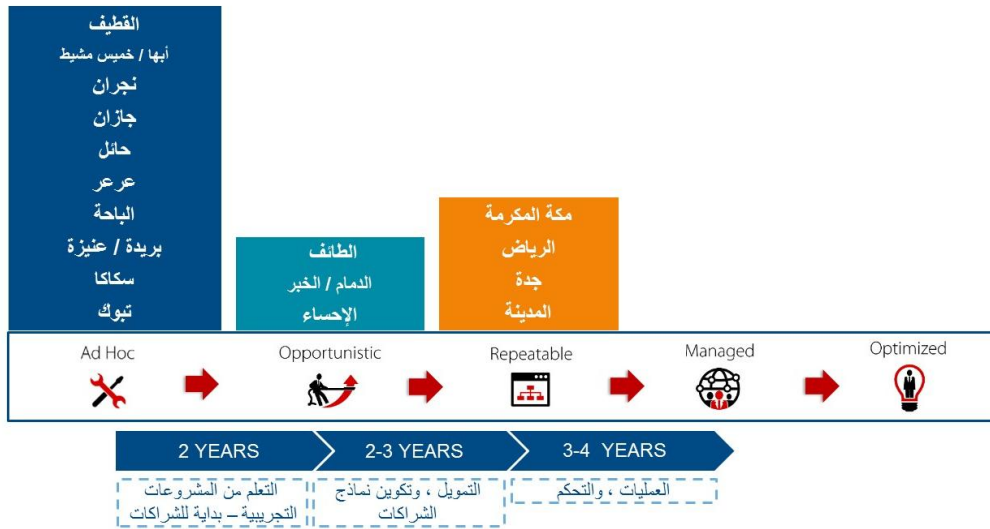 القطيف
أبها / خميس مشيط
نجران
جازان
حائل
عرعر
الباحة
بريدة / عنيزة
سكاكا
تبوك
الطائف
الدمام / الخبر
الإحساء
مكة المكرمة
الرياض
جدة
المدينة
Ad Hoc
Opportunistic
Repeatable
Managed
Optimized
2 YEARS
2-3 YEARS
3-4 YEARS
التعلم من المشروعات
التجريبية – بداية للشراكات
التمويل ، وتكوين نماذج
الشراكات
العمليات ، والتحكم